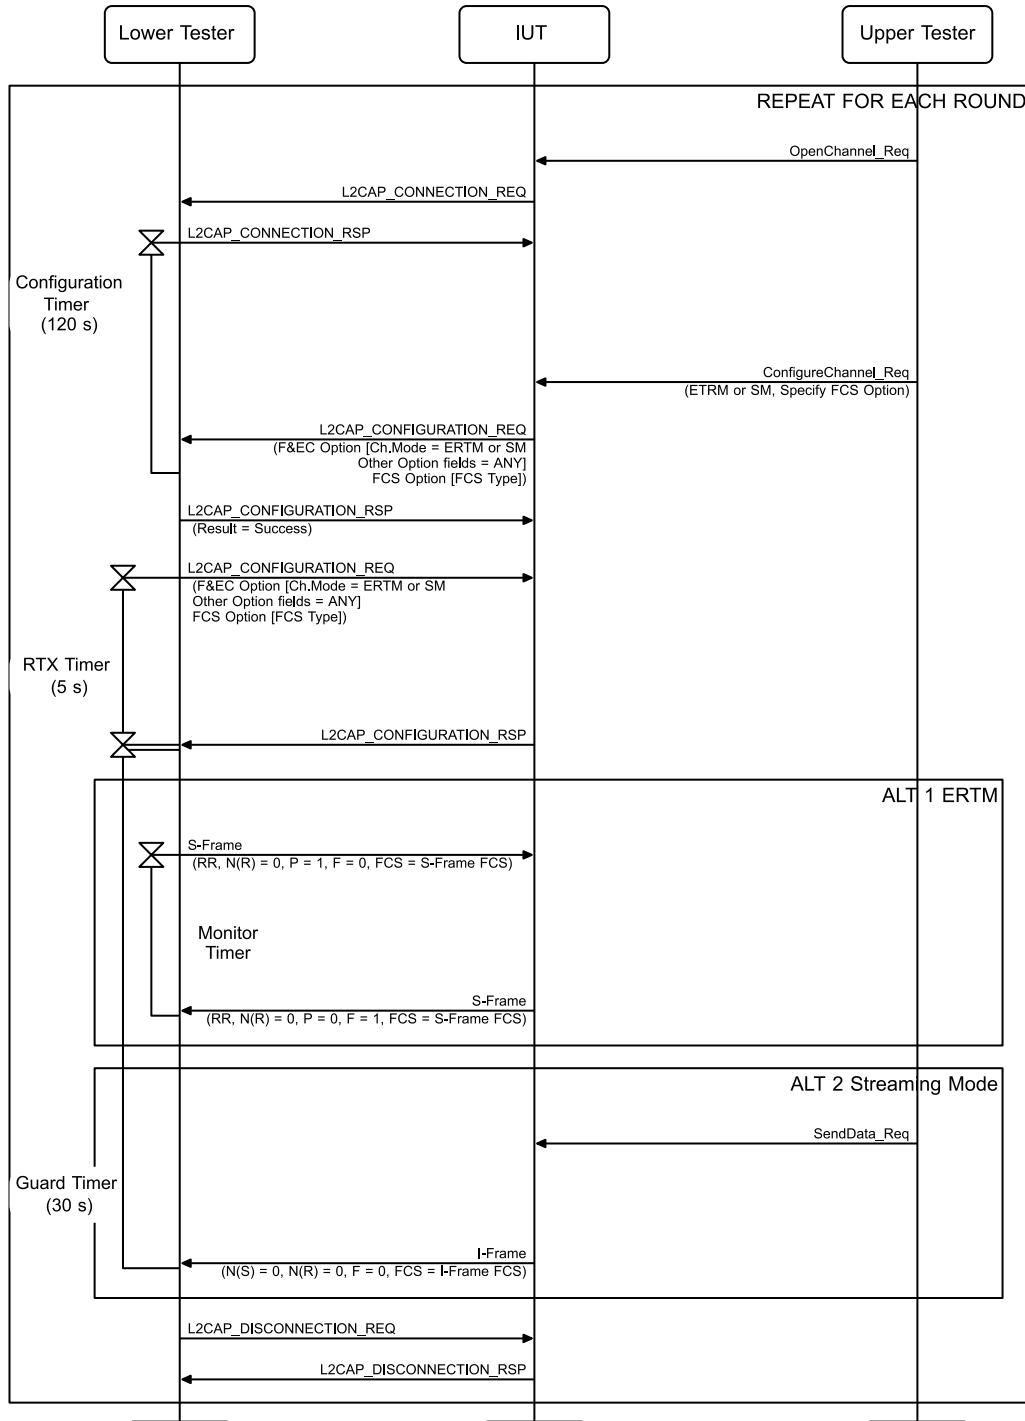 Lower Tester
IUT
Upper Tester
REPEAT FOR EACH ROUND
OpenChannel_Req
L2CAP_CONNECTION_REQ
L2CAP_CONNECTION_RSP
Configuration
Timer
(120 s)
ConfigureChannel_Req
(ETRM or SM, Specify FCS Option)
L2CAP_CONFIGURATION_REQ
(F&EC Option [Ch.Mode = ERTM or SM
Other Option fields = ANY]
FCS Option [FCS Type])
L2CAP_CONFIGURATION_RSP
(Result = Success)
L2CAP_CONFIGURATION_REQ
(F&EC Option [Ch.Mode = ERTM or SM
Other Option fields = ANY]
FCS Option [FCS Type])
RTX Timer
(5 s)
L2CAP_CONFIGURATION_RSP
ALT 1 ERTM
S-Frame
(RR, N(R) = 0, P = 1, F = 0, FCS = S-Frame FCS)
Monitor
Timer
S-Frame
(RR, N(R) = 0, P = 0, F = 1, FCS = S-Frame FCS)
ALT 2 Streaming Mode
SendData_Req
Guard Timer
(30 s)
I-Frame
(N(S) = 0, N(R) = 0, F = 0, FCS = I-Frame FCS)
L2CAP_DISCONNECTION_REQ
L2CAP_DISCONNECTION_RSP